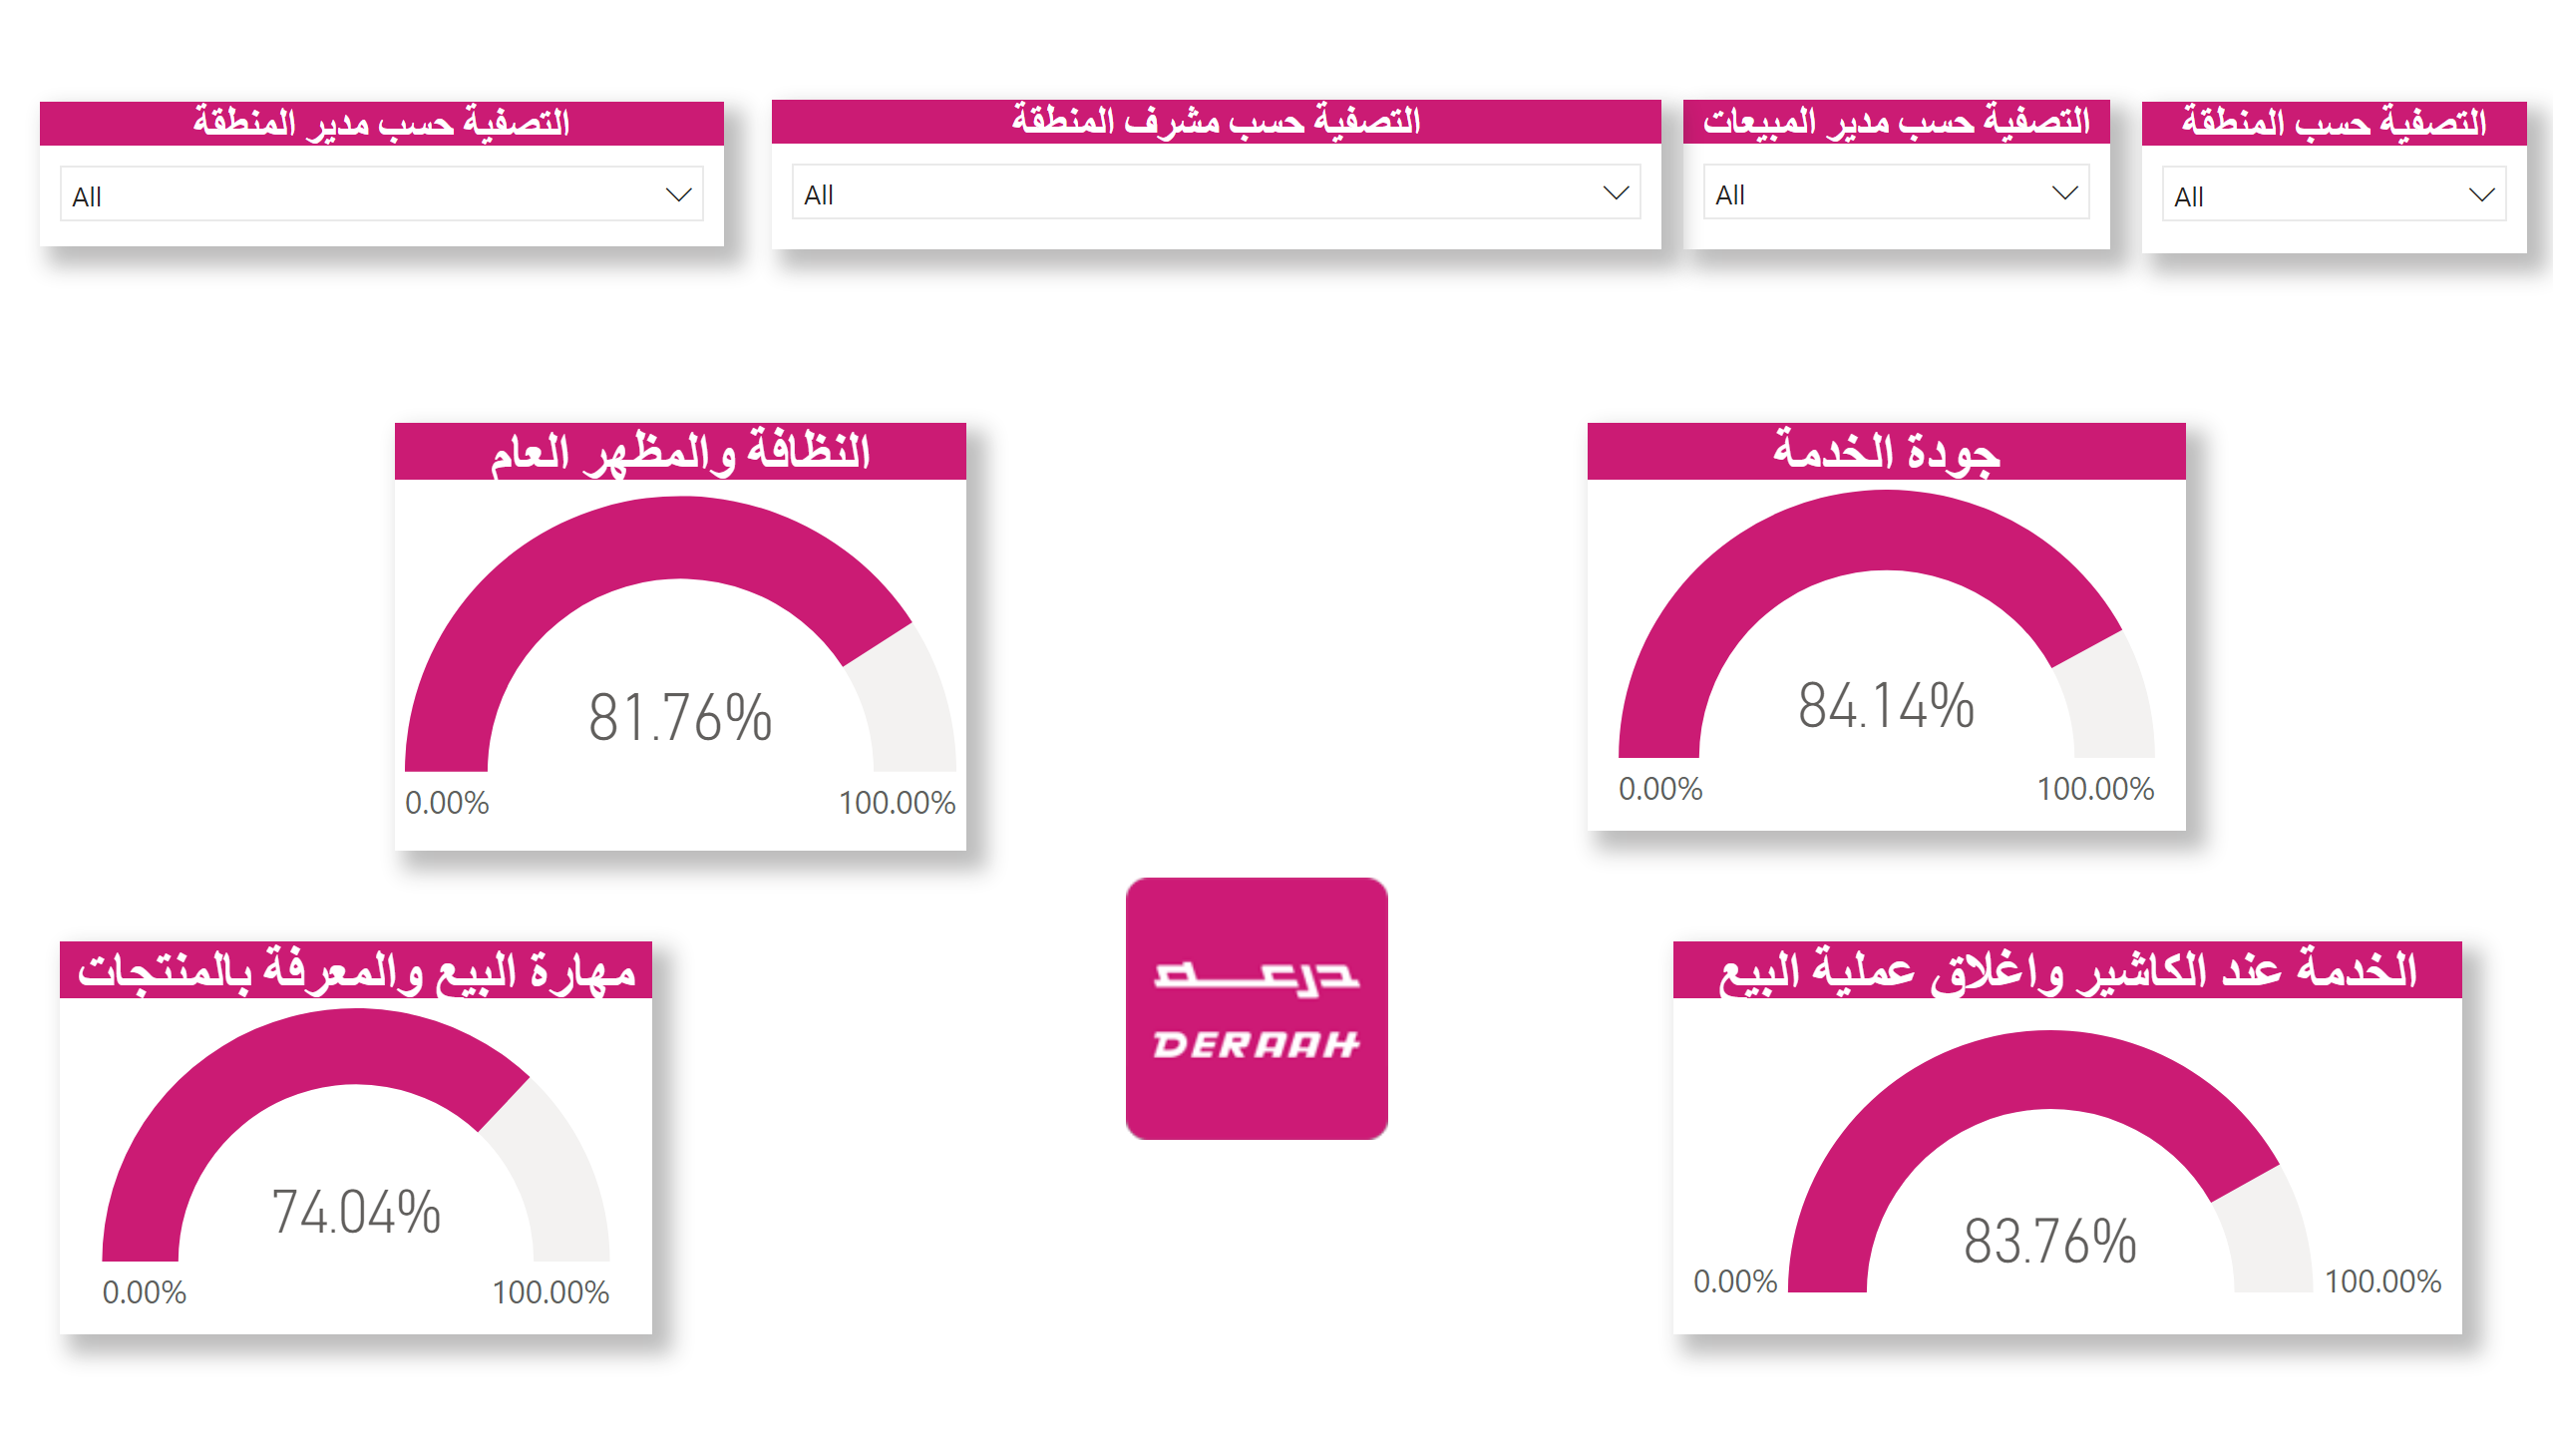 التصفية حسب المنطقة
All
التصفية حسب مدير المبيعات
All
التصفية حسب مشرف المنطقة
All
التصفية حسب مدير المنطقة
All
جودة الخدمة
84.14%
0.00%
100.00%
النظافة والمظهر العام
81.76%
0.00%
100.00%
الخدمة عند الكاشير واغلاق عملية البيع
83.76%
0.00%
100.00%
درعه
DERAAH
مهارة البيع والمعرفة بالمنتجات
74.04%
0.00%
100.00%